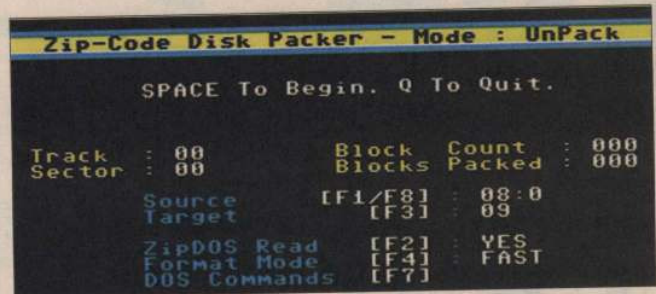 Zip-Code Disk Packer - Mode : UnPack
SPACE To Begin. Q To Quit.
Track : 00 Block Count : 000
Sector : 00 Blocks Packed : 000
Source [F1/F8] : 08:0
Target [F3] : 09
ZipDOS Read [F2] : YES
Format Mode [F4] : FAST
DOS Commands [F7]